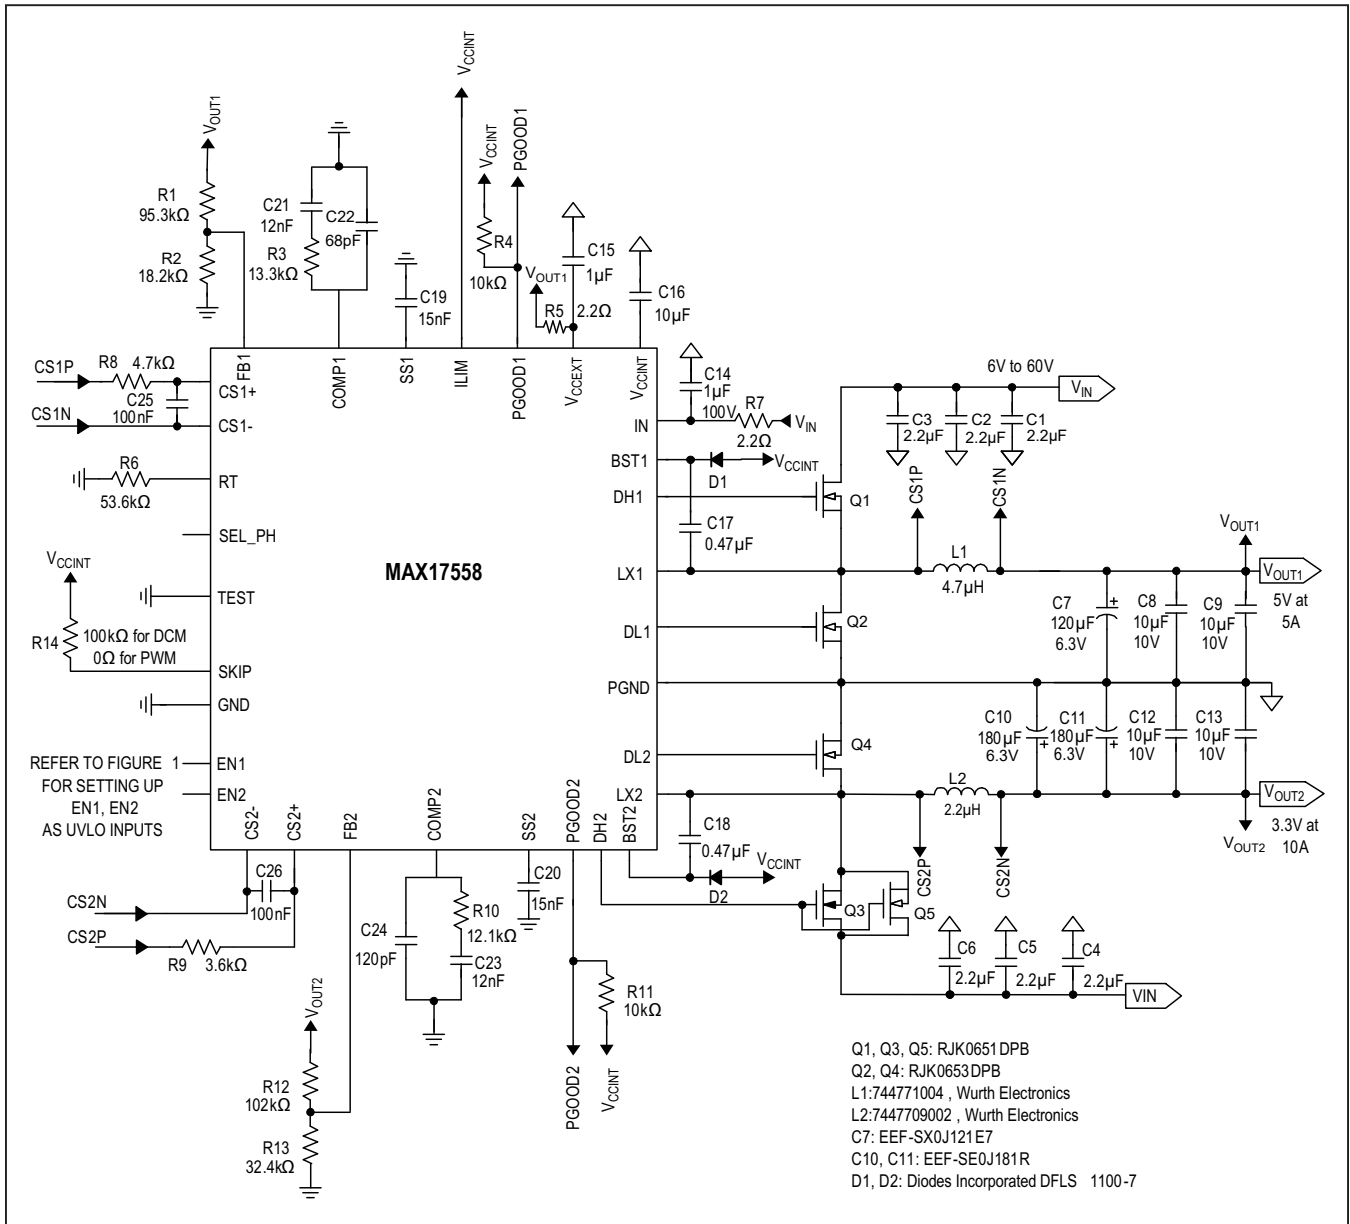 VCCINT
VOUT1
R1
95.3kΩ
R2
18.2kΩ
C21
12nF
R3
13.3kΩ
C22
68pF
C19
15nF
VCCINT
PGOOD1
R4
10kΩ
VOUT1
R5
2.2Ω
C15
1µF
C16
10µF
CS1P
R8
4.7kΩ
CS1N
C25
100nF
FB1
COMP1
SS1
ILIM
PGOOD1
VCCEXT
VCCINT
CS1+
CS1-
R6
53.6kΩ
RT
SEL_PH
VCCINT
TEST
R14
100kΩ for DCM
0Ω for PWM
SKIP
GND
REFER TO FIGURE 1
FOR SETTING UP
EN1, EN2
AS UVLO INPUTS
EN1
EN2
MAX17558
IN
BST1
DH1
LX1
DL1
PGND
DL2
LX2
CS2-
CS2+
FB2
COMP2
SS2
PGOOD2
DH2
BST2
C14
1µF
100V
R7
2.2Ω
VIN
D1
VCCINT
C17
0.47µF
Q1
6V to 60V
VIN
C3
2.2µF
C2
2.2µF
C1
2.2µF
CS1P
CS1N
L1
4.7µH
VOUT1
VOUT1
5V at
5A
Q2
C7
120µF
6.3V
+
C8
10µF
10V
C9
10µF
10V
C10
180µF
6.3V
+
C11
180µF
6.3V
+
C12
10µF
10V
C13
10µF
10V
Q4
L2
2.2µH
VOUT2
3.3V at
10A
VOUT2
C18
0.47µF
VCCINT
D2
CS2P
CS2N
Q3
Q5
C6
2.2µF
C5
2.2µF
C4
2.2µF
VIN
CS2N
CS2P
C26
100nF
R9
3.6kΩ
C24
120pF
R10
12.1kΩ
C23
12nF
C20
15nF
R11
10kΩ
PGOOD2
VCCINT
VOUT2
R12
102kΩ
R13
32.4kΩ
Q1, Q3, Q5: RJK0651DPB
Q2, Q4: RJK0653DPB
L1:744771004 , Wurth Electronics
L2:7447709002 , Wurth Electronics
C7: EEF-SX0J121E7
C10, C11: EEF-SE0J181R
D1, D2: Diodes Incorporated DFLS 1100-7